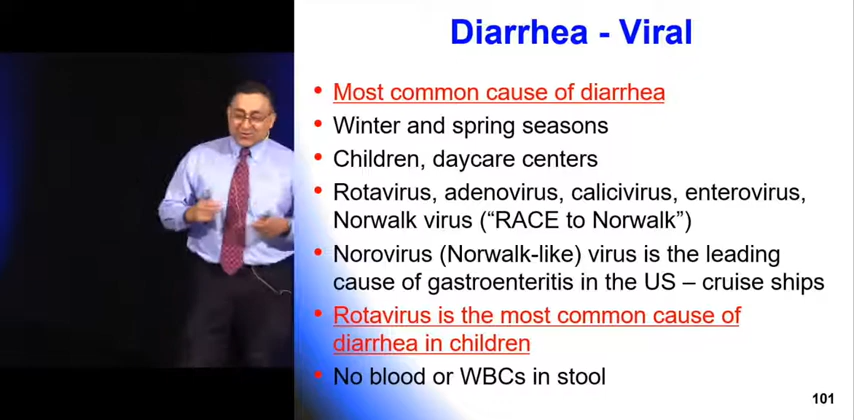 Diarrhea - Viral
• Most common cause of diarrhea
• Winter and spring seasons
• Children, daycare centers
• Rotavirus, adenovirus, calicivirus, enterovirus,
Norwalk virus (“RACE to Norwalk”)
• Norovirus (Norwalk-like) virus is the leading
cause of gastroenteritis in the US – cruise ships
• Rotavirus is the most common cause of
diarrhea in children
• No blood or WBCs in stool
101